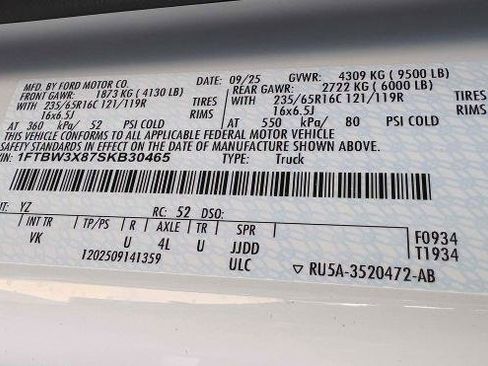 MFD. BY FORD MOTOR CO. DATE: 09/25 GVWR: 4309 KG (9500 LB)
FRONT GAWR: 1873 KG (4130 LB) REAR GAWR: 2722 KG (6000 LB)
WITH 235/65R16C 121/119R TIRES WITH 235/65R16C 121/119R TIRES
16x6.5J RIMS 16x6.5J RIMS
AT 360 kPa/ 52 PSI COLD AT 550 kPa/ 80 PSI COLD
THIS VEHICLE CONFORMS TO ALL APPLICABLE FEDERAL MOTOR VEHICLE
SAFETY STANDARDS IN EFFECT ON THE DATE OF MANUFACTURE SHOWN ABOVE.
1FTBW3X87SKB30465 TYPE: Truck
YZ RC: 52 DSO:
INT TR TP/PS R AXLE TR SPR F0934
VK U 4L U JJDD T1934
1202509141359 ULC ▽ RU5A-3520472-AB